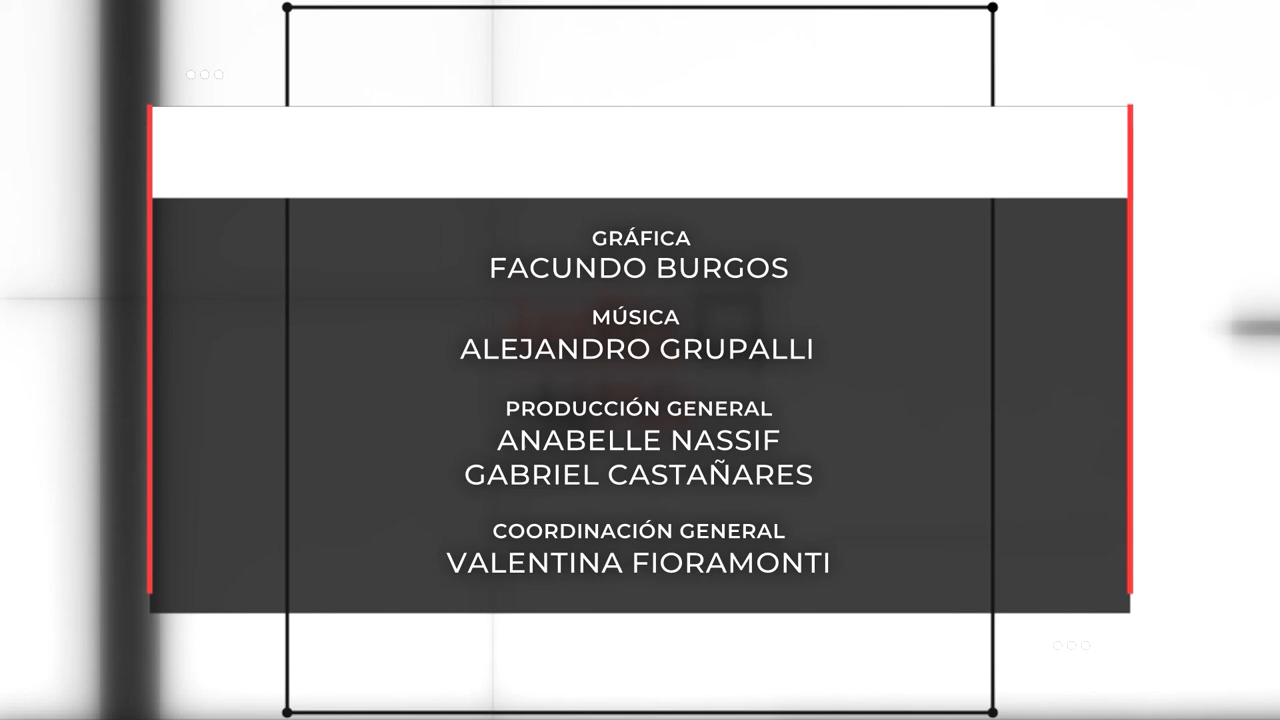 GRÁFICA
FACUNDO BURGOS
MÚSICA
ALEJANDRO GRUPALLI
PRODUCCIÓN GENERAL
ANABELLE NASSIF
GABRIEL CASTAÑARES
COORDINACIÓN GENERAL
VALENTINA FIORAMONTI